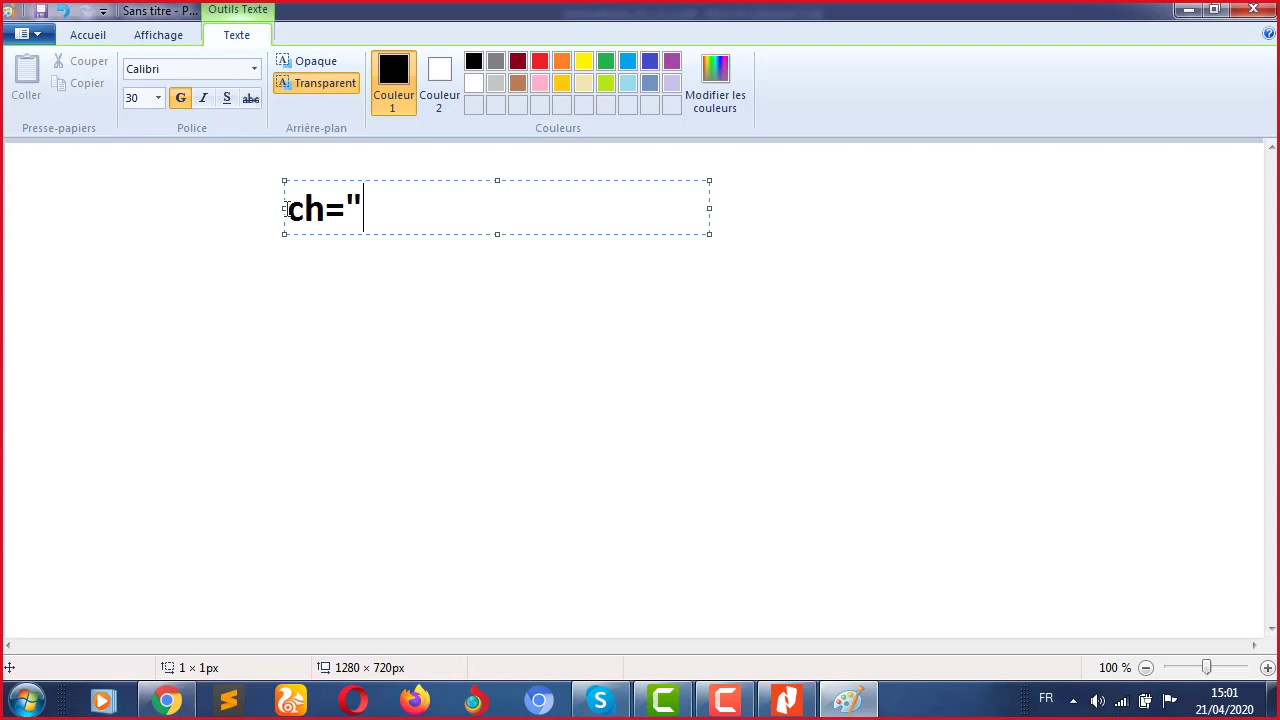 Sans titre - P...
Outils Texte
Accueil
Affichage
Texte
Coller
Couper
Copier
Presse-papiers
Calibri
30
G
I
S
abc
Police
Opaque
Transparent
Arrière-plan
Couleur
1
Couleur
2
Modifier les
couleurs
Couleurs
ch="
1 × 1px
1280 × 720px
100 %
FR
15:01
21/04/2020